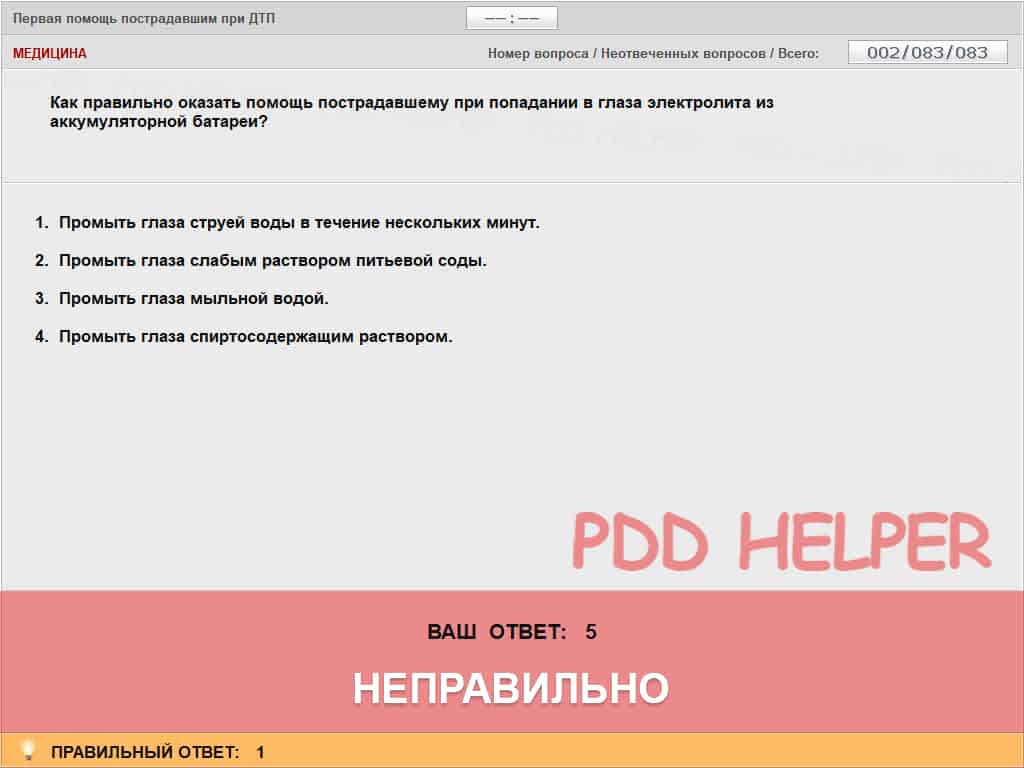 Первая помощь пострадавшим при ДТП
—— : ——
МЕДИЦИНА
Номер вопроса / Неотвеченных вопросов / Всего:
002/083/083
Как правильно оказать помощь пострадавшему при попадании в глаза электролита из
аккумуляторной батареи?
1. Промыть глаза струей воды в течение нескольких минут.
2. Промыть глаза слабым раствором питьевой соды.
3. Промыть глаза мыльной водой.
4. Промыть глаза спиртосодержащим раствором.
PDD HELPER
ВАШ ОТВЕТ: 5
НЕПРАВИЛЬНО
ПРАВИЛЬНЫЙ ОТВЕТ: 1